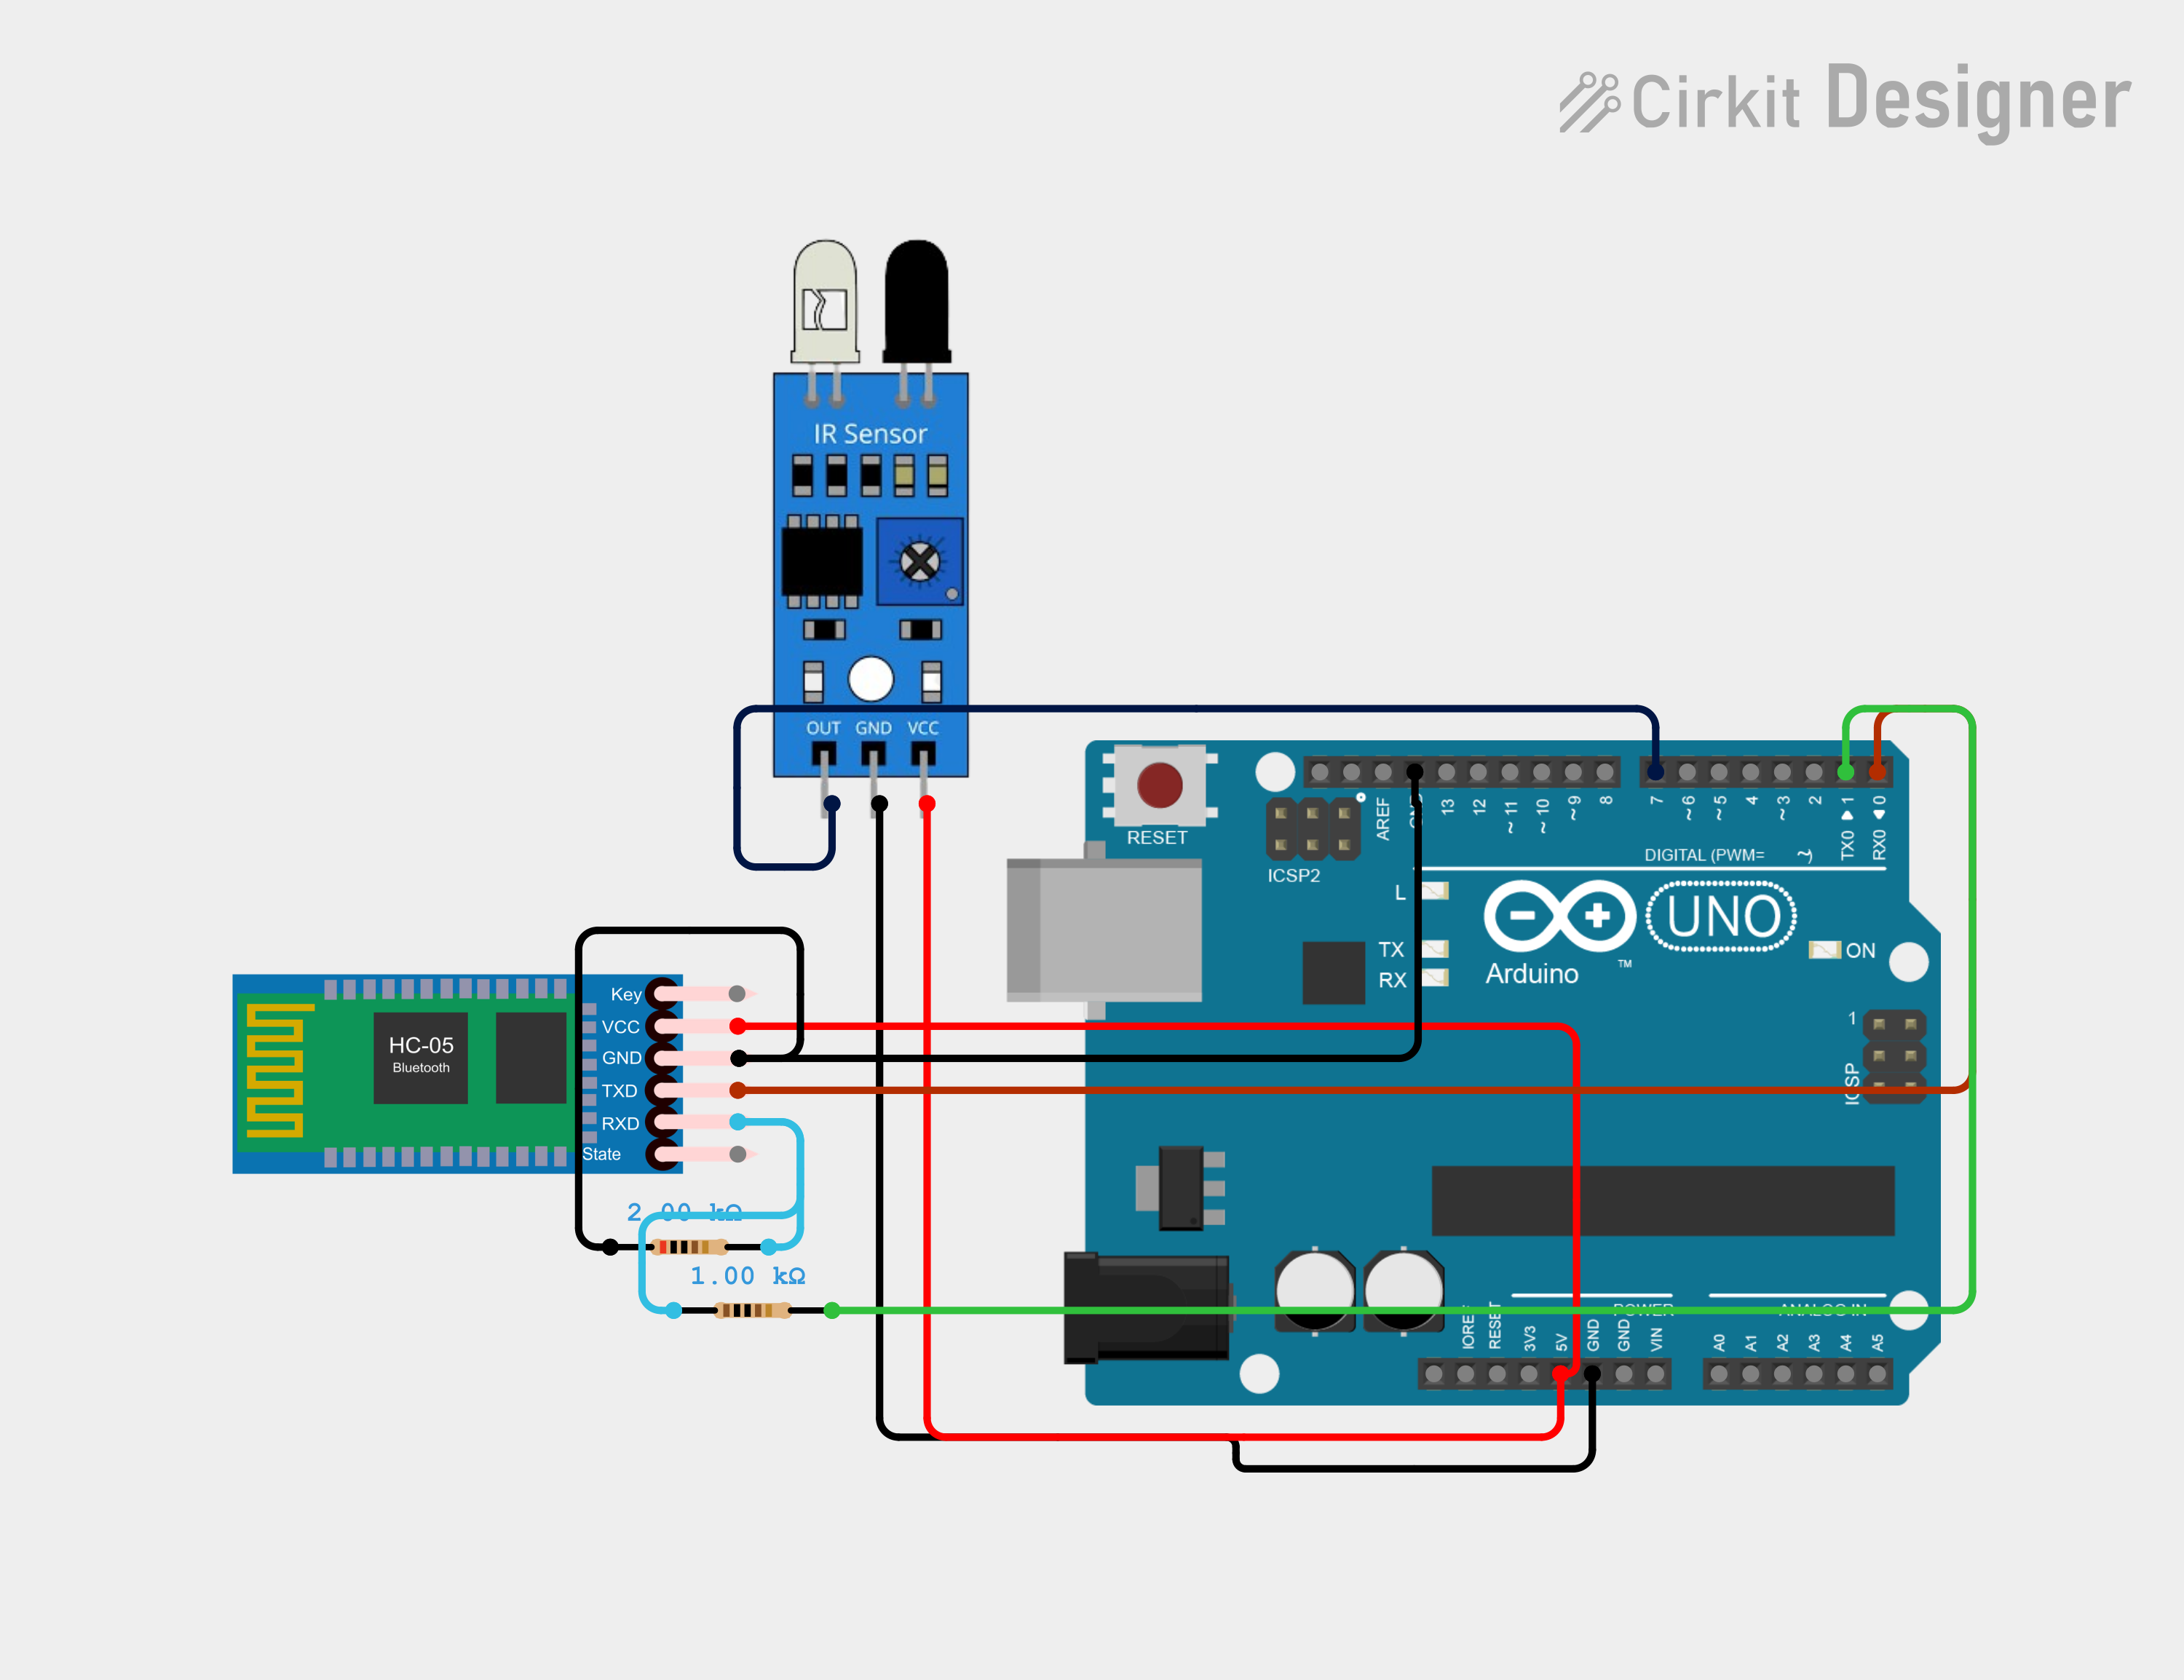 Cirkit Designer
IR Sensor
OUT GND VCC
RESET
ICSP2
AREF
GND
13
12
~11
~10
~9
8
7
~6
~5
4
~3
2
TX0 ▶ 1
RX0 ◀ 0
DIGITAL (PWM= ~)
L
TX
RX
UNO
Arduino
TM
ON
1
ICSP
HC-05
Bluetooth
Key
VCC
GND
TXD
RXD
State
2.00 kΩ
1.00 kΩ
IOREF
RESET
3V3
5V
GND
GND
VIN
POWER
ANALOG IN
A0
A1
A2
A3
A4
A5